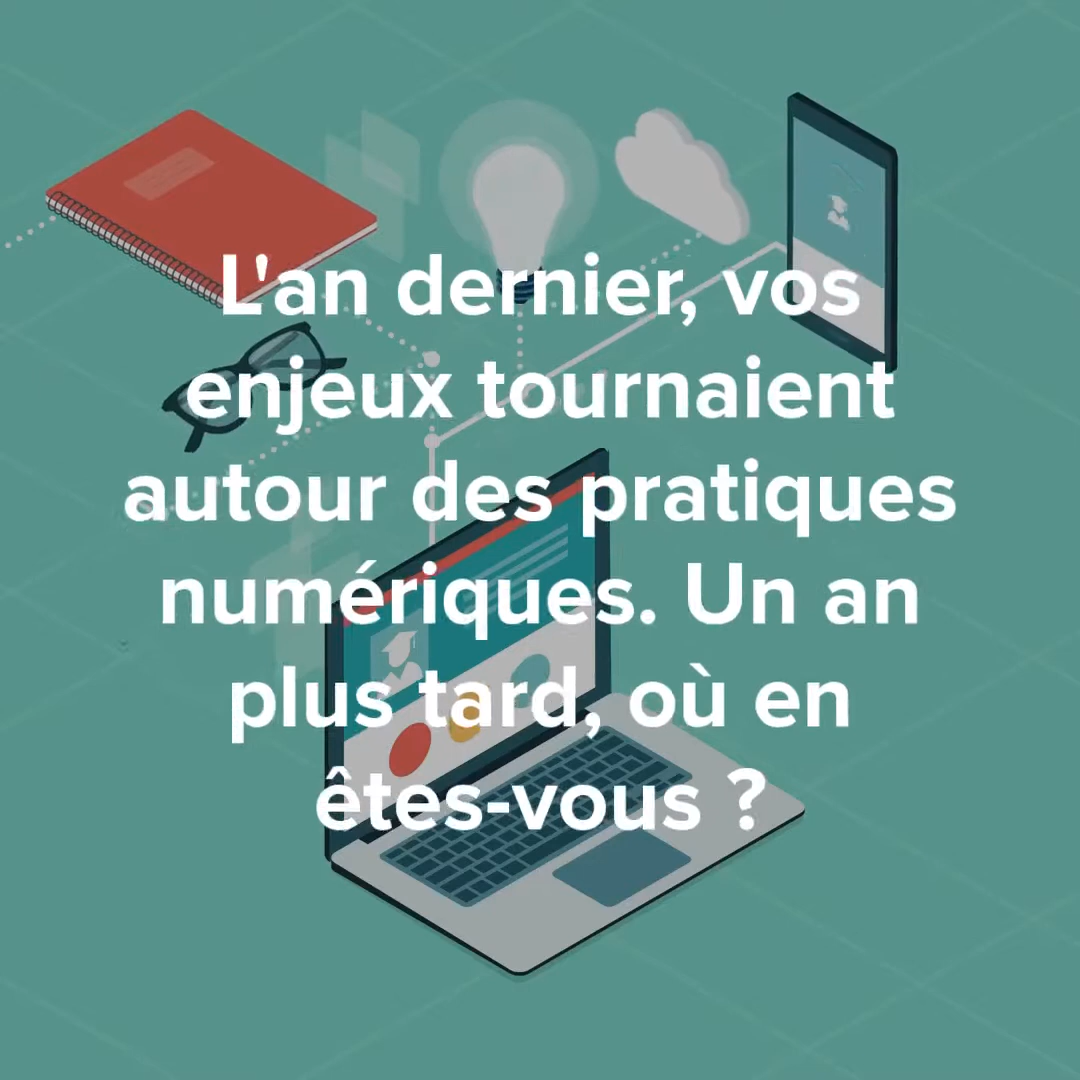 L'an dernier, vos
enjeux tournaient
autour des pratiques
numériques. Un an
plus tard, où en
êtes-vous ?